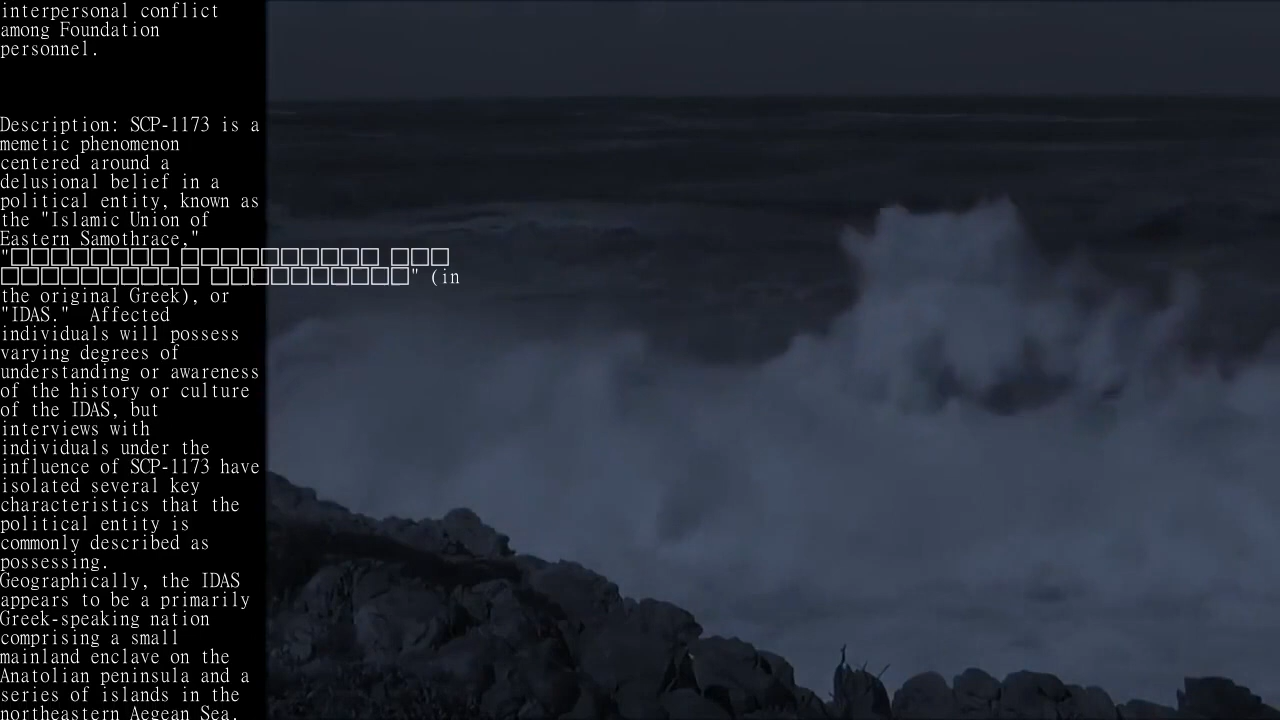 interpersonal conflict
among Foundation
personnel.
Description: SCP-1173 is a
memetic phenomenon
centered around a
delusional belief in a
political entity, known as
the "Islamic Union of
Eastern Samothrace,"
"□□□□□□□□ □□□□□□□□□□ □□□
□□□□□□□□□□ □□□□□□□□□□" (in
the original Greek), or
"IDAS."  Affected
individuals will possess
varying degrees of
understanding or awareness
of the history or culture
of the IDAS, but
interviews with
individuals under the
influence of SCP-1173 have
isolated several key
characteristics that the
political entity is
commonly described as
possessing.
Geographically, the IDAS
appears to be a primarily
Greek-speaking nation
comprising a small
mainland enclave on the
Anatolian peninsula and a
series of islands in the
northeastern Aegean Sea.